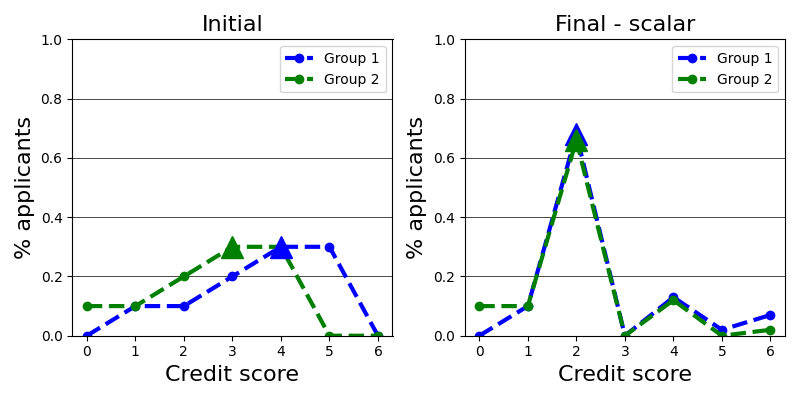 Initial
1.0
0.8
0.6
0.4
0.2
0.0
% applicants
Group 1
Group 2
0 1 2 3 4 5 6
Credit score
Final - scalar
1.0
0.8
0.6
0.4
0.2
0.0
% applicants
Group 1
Group 2
0 1 2 3 4 5 6
Credit score